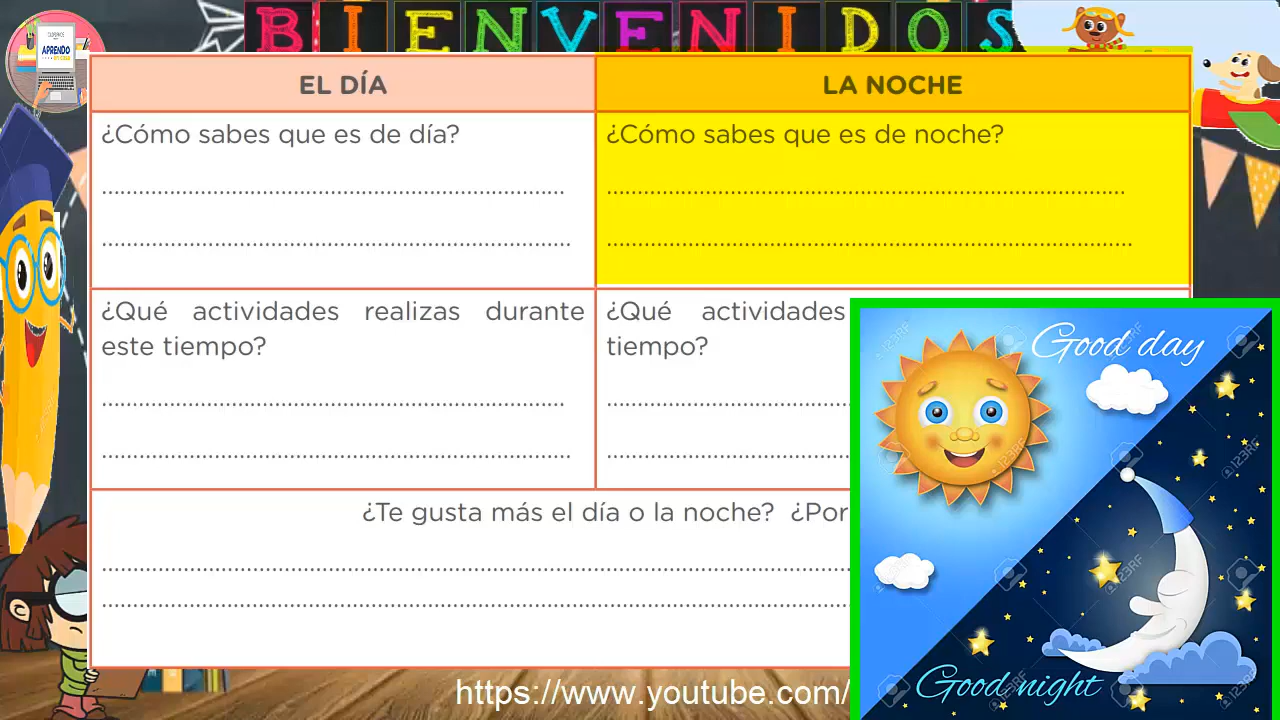 BIENVENIDOS
APRENDO
EL DÍA
LA NOCHE
¿Cómo sabes que es de día?
¿Cómo sabes que es de noche?
¿Qué actividades realizas durante
este tiempo?
¿Qué actividades
tiempo?
¿Te gusta más el día o la noche? ¿Por
Good day
Good night
https://www.youtube.com/
123RF